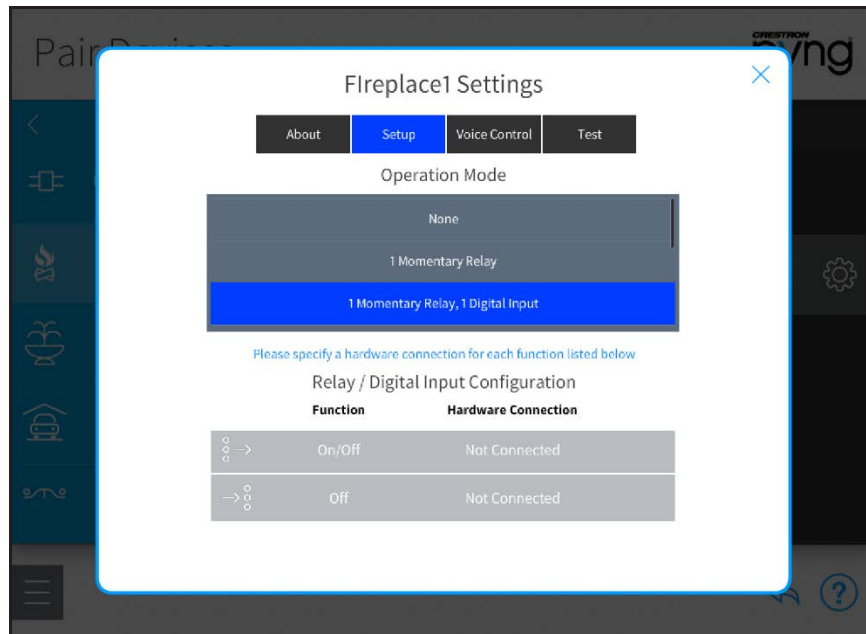 Pair Devices
CRESTRON
pyng
FIreplace1 Settings
About
Setup
Voice Control
Test
Operation Mode
None
1 Momentary Relay
1 Momentary Relay, 1 Digital Input
Please specify a hardware connection for each function listed below
Relay / Digital Input Configuration
Function Hardware Connection
On/Off Not Connected
Off Not Connected
?